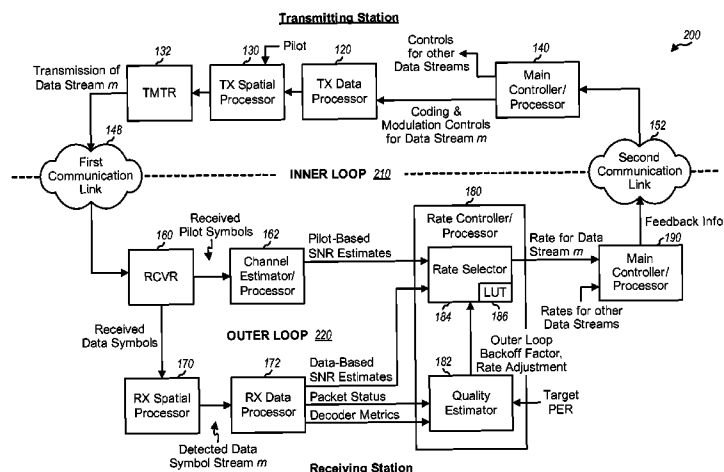 Transmitting Station
200
132
130
Pilot
120
Controls
for other
Data Streams
140
Transmission of
Data Stream m
TMTR
TX Spatial
Processor
TX Data
Processor
Main
Controller/
Processor
Coding &
Modulation Controls
for Data Stream m
148
First
Communication
Link
152
Second
Communication
Link
INNER LOOP 210
180
Received
Pilot Symbols
160
162
Rate Controller/
Processor
Feedback Info
RCVR
Channel
Estimator/
Processor
Pilot-Based
SNR Estimates
Rate Selector
LUT
184
186
Rate for Data
Stream m
190
Main
Controller/
Processor
Rates for other
Data Streams
Received
Data Symbols
OUTER LOOP 220
Outer Loop
Backoff Factor,
Rate Adjustment
170
172
Data-Based
SNR Estimates
182
RX Spatial
Processor
RX Data
Processor
Packet Status
Decoder Metrics
Quality
Estimator
Target
PER
Detected Data
Symbol Stream m
Receiving Station